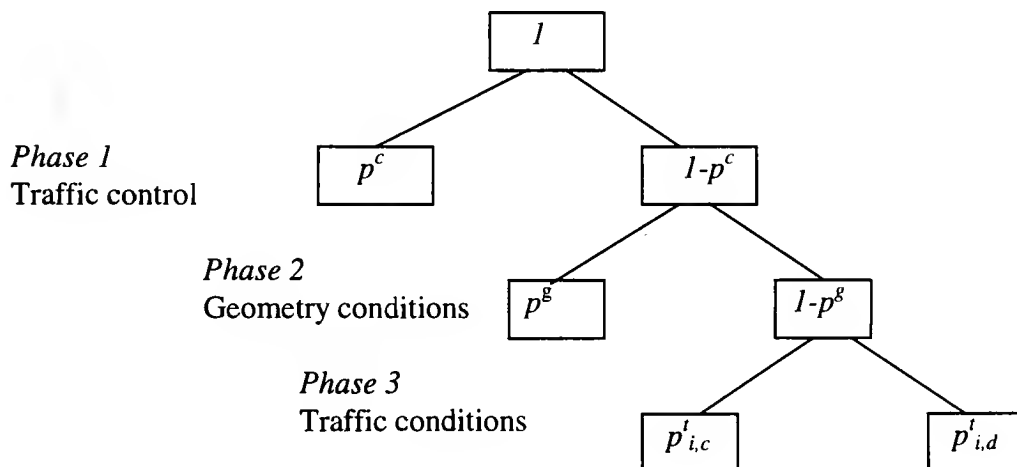 1
Phase 1
Traffic control
p^c
1-p^c
Phase 2
Geometry conditions
p^g
1-p^g
Phase 3
Traffic conditions
p^t_{i,c}
p^t_{i,d}